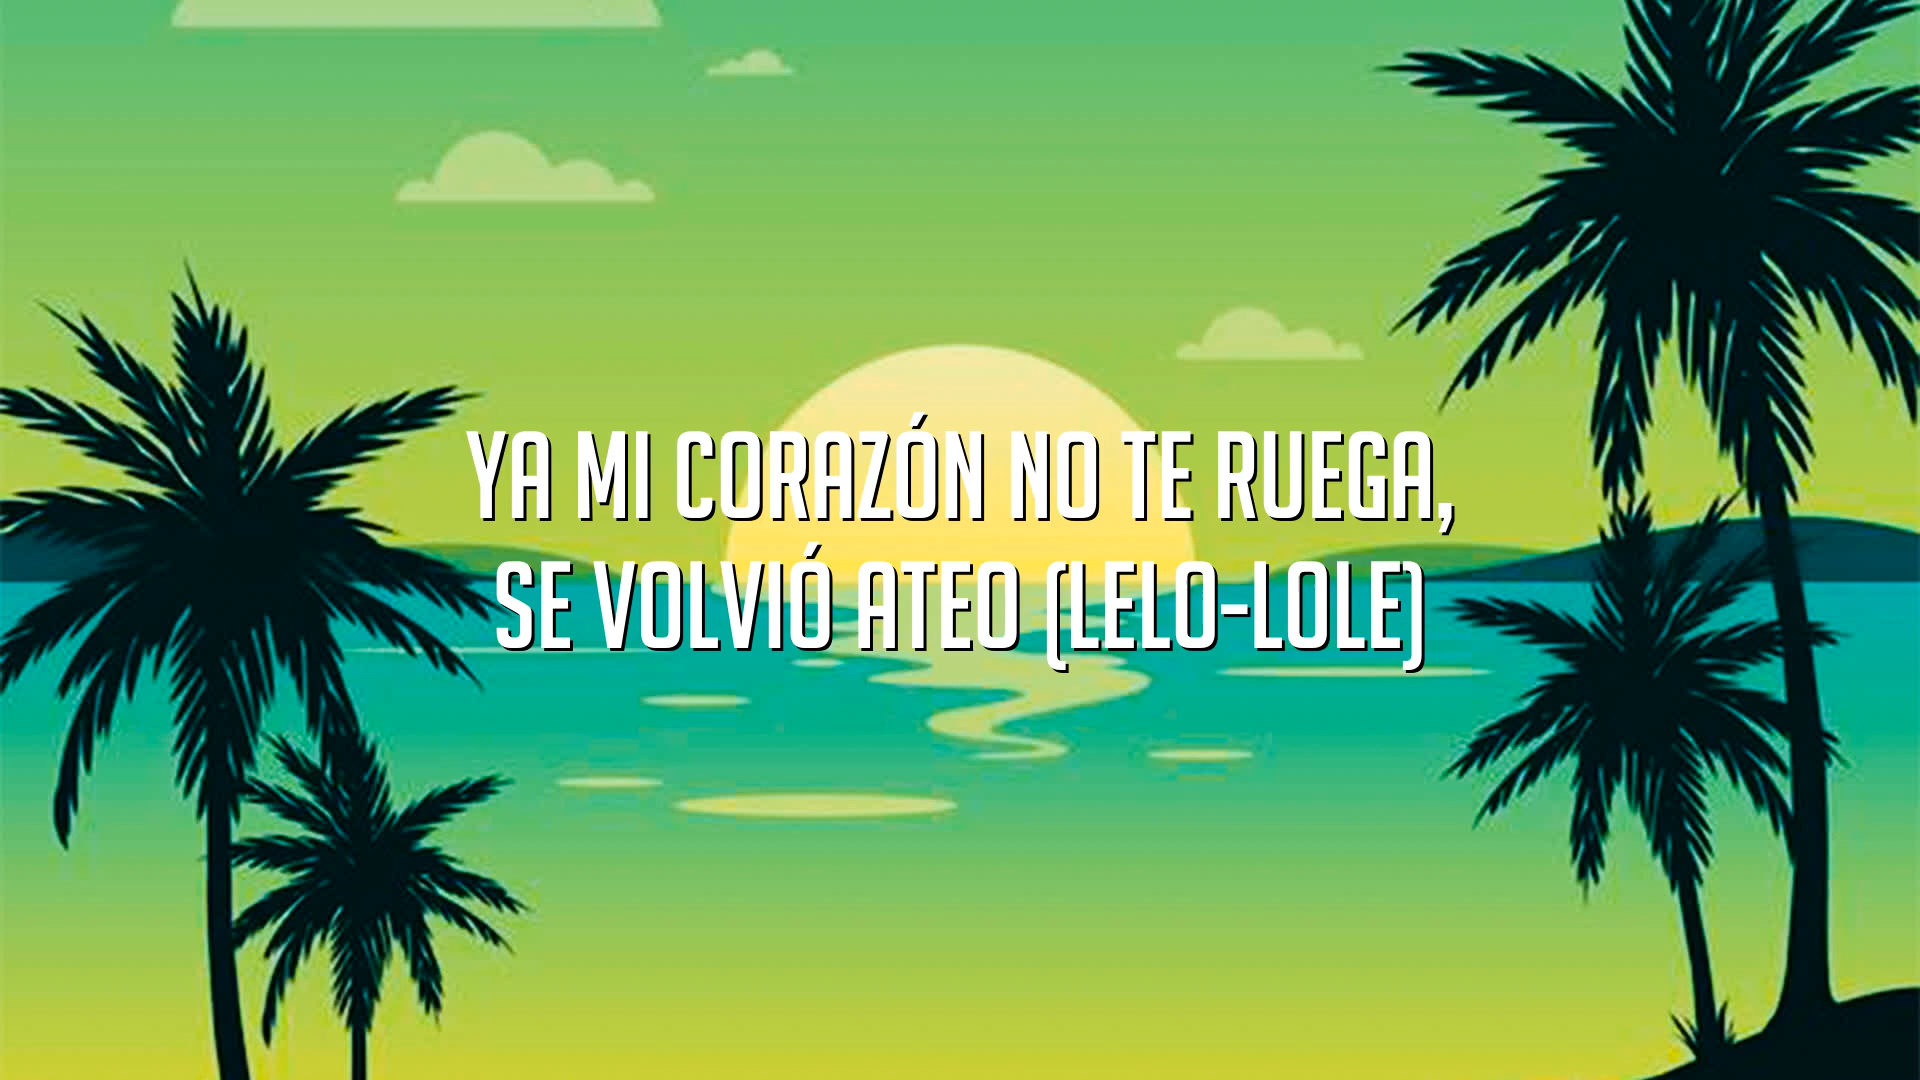 YA MI CORAZÓN NO TE RUEGA,
SE VOLVIÓ ATEO (LELO-LOLE)